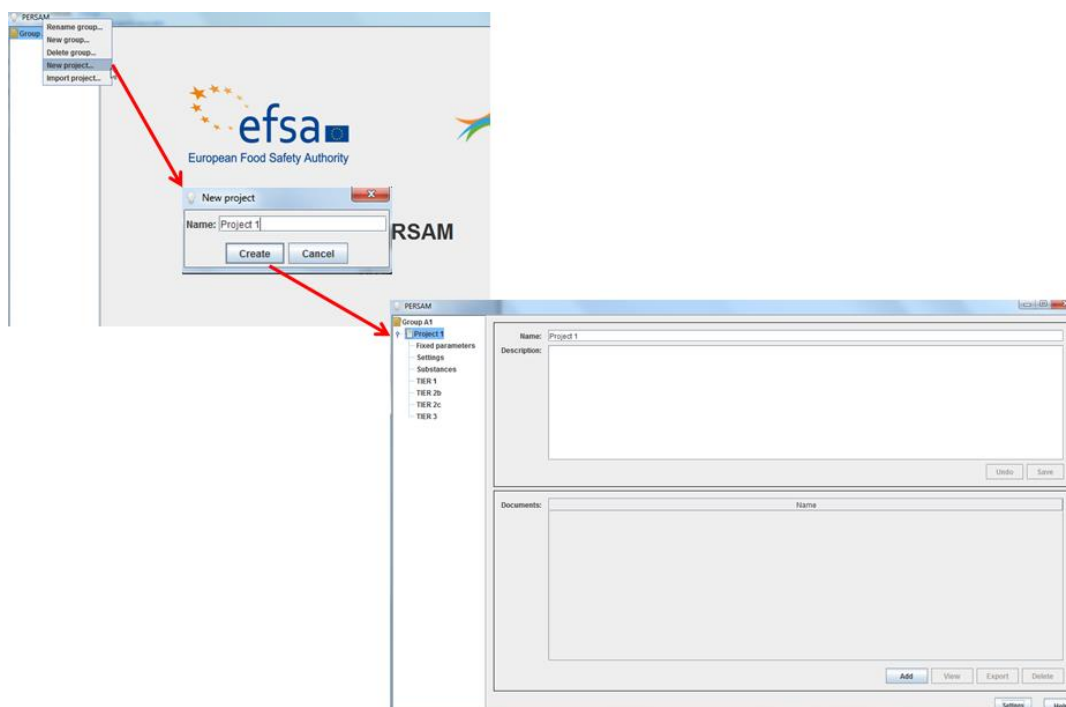 PERSAM
Group
Rename group...
New group...
Delete group...
New project...
Import project...
efsa
European Food Safety Authority
New project
Name: Project 1
RSAM
Create Cancel
PERSAM
Group A1
Project 1
Fixed parameters
Settings
Substances
TIER 1
TIER 2b
TIER 2c
TIER 3
Name: Project 1
Description:
Undo Save
Documents: Name
Add View Export Delete
Settings